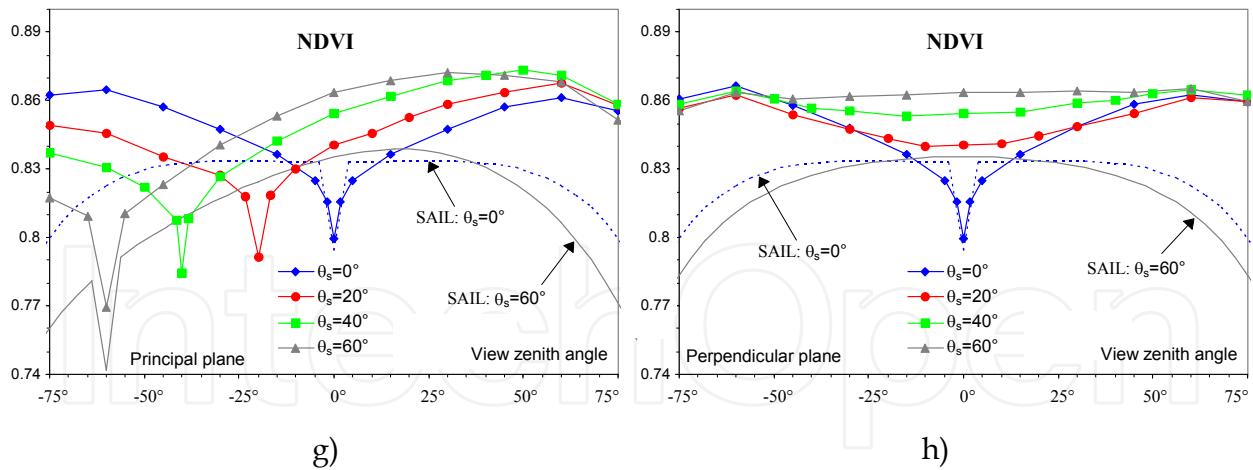 NDVI
0.89
0.86
0.83
0.8
0.77
0.74
-75°
-50°
-25°
0°
25°
50°
75°
SAIL: θs=0°
SAIL: θs=60°
θs=0°
θs=20°
θs=40°
θs=60°
Principal plane
View zenith angle
g)
NDVI
0.89
0.86
0.83
0.8
0.77
0.74
-75°
-50°
-25°
0°
25°
50°
75°
SAIL: θs=0°
SAIL: θs=60°
θs=0°
θs=20°
θs=40°
θs=60°
Perpendicular plane
View zenith angle
h)
IntechOpen